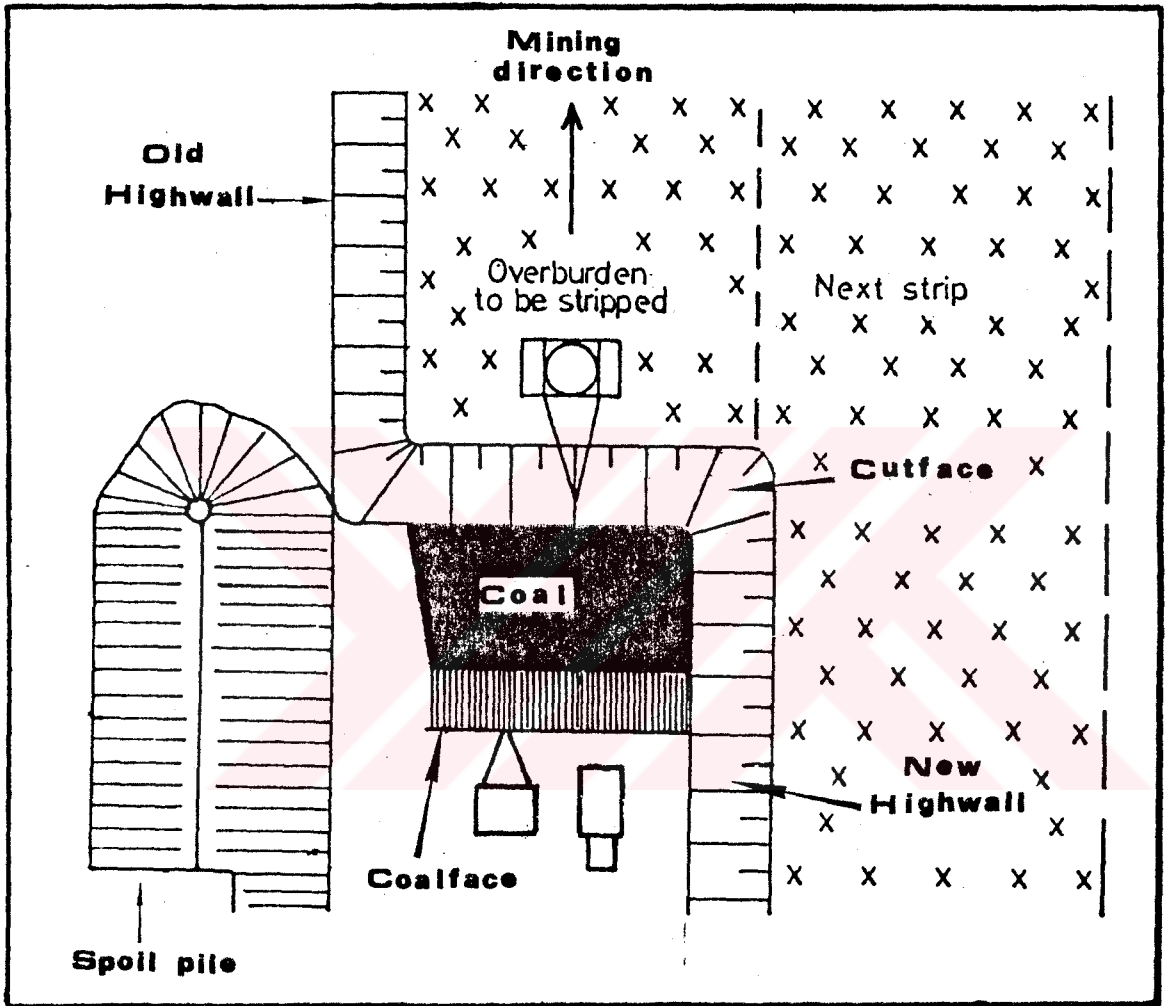 Mining
direction
Old
Highwall
Overburden
to be stripped
Next strip
Cutface
Coal
New
Highwall
Coalface
Spoil pile